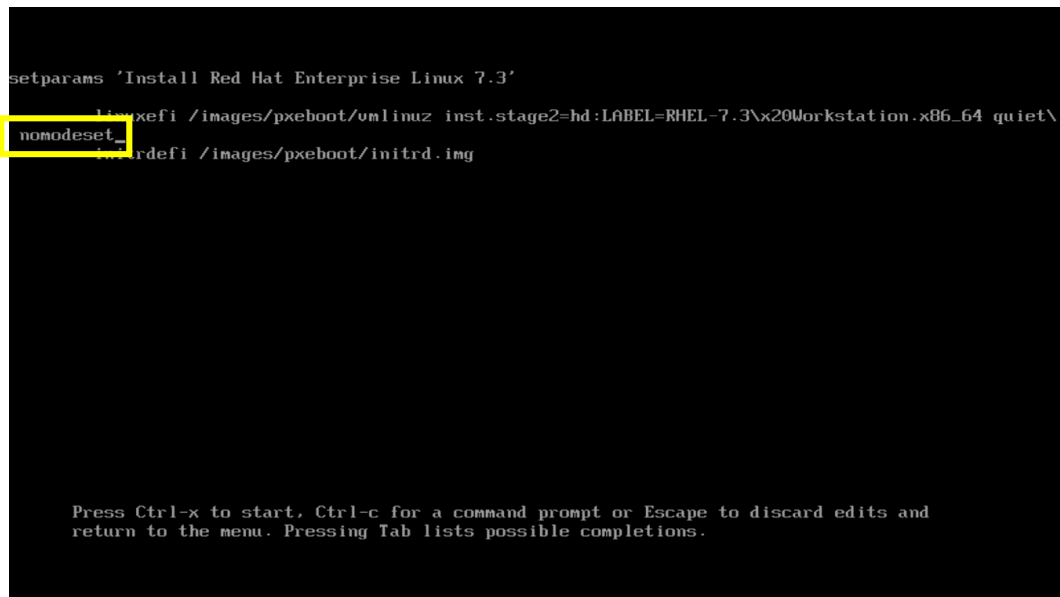 setparams 'Install Red Hat Enterprise Linux 7.3'
linuxefi /images/pxeboot/vmlinuz inst.stage2=hd:LABEL=RHEL-7.3\x20Workstation.x86_64 quiet\
nomodeset_
initrdefi /images/pxeboot/initrd.img
Press Ctrl-x to start, Ctrl-c for a command prompt or Escape to discard edits and
return to the menu. Pressing Tab lists possible completions.